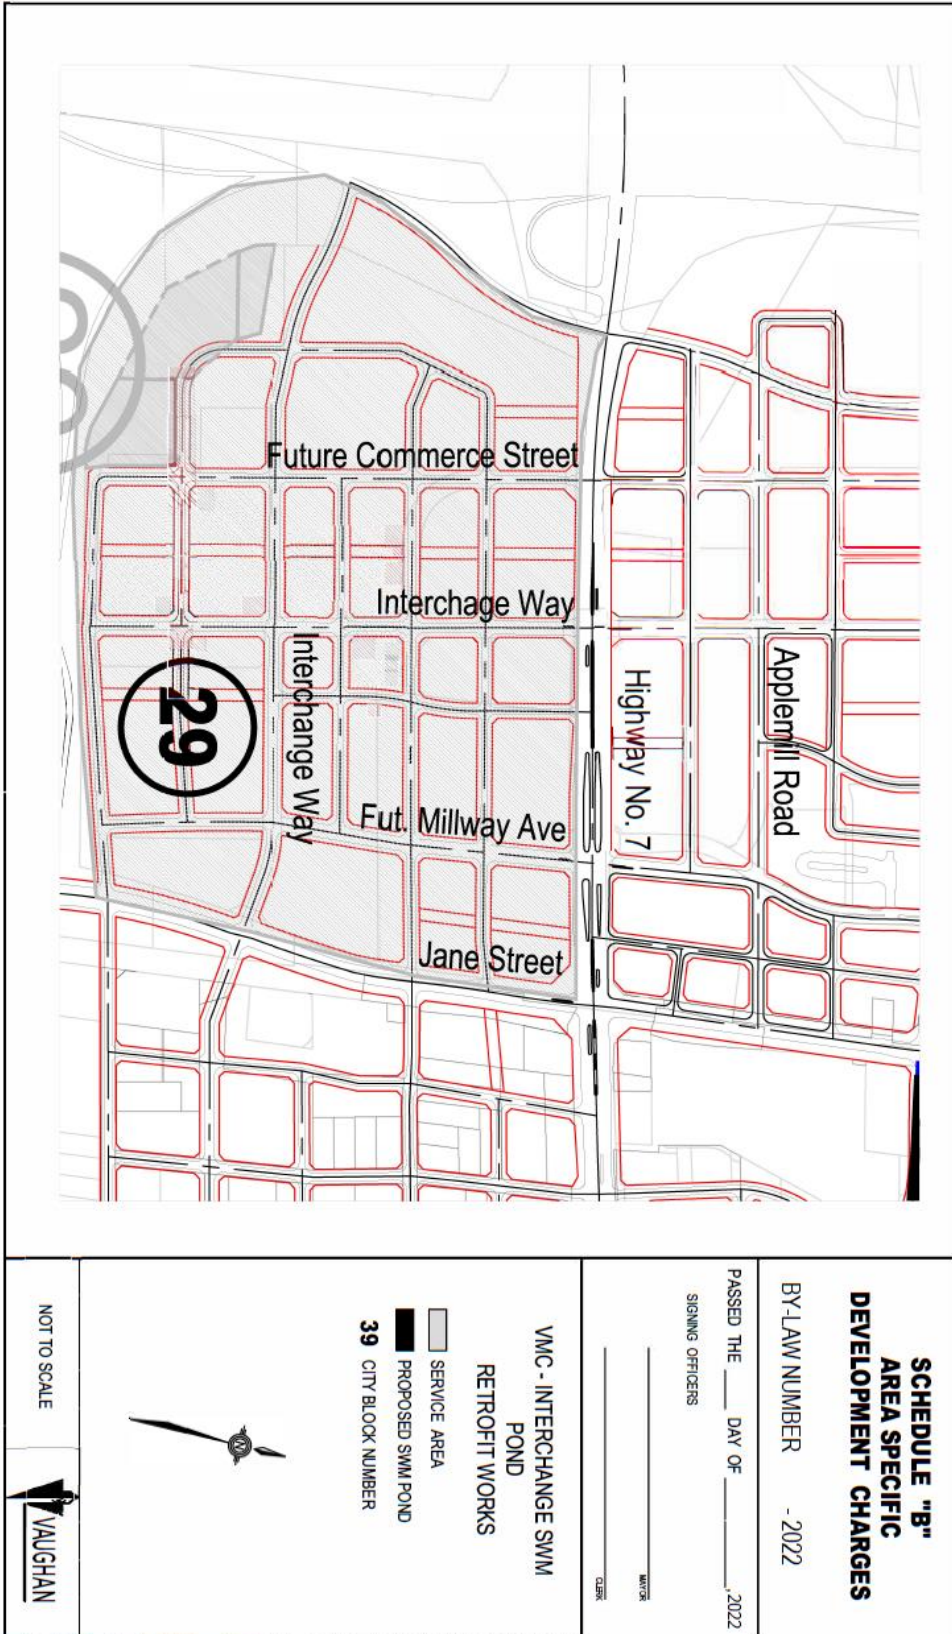 SCHEDULE "B"
AREA SPECIFIC
DEVELOPMENT CHARGES
BY-LAW NUMBER - 2022
PASSED THE ____ DAY OF ________, 2022
SIGNING OFFICERS
MAYOR
CLERK
VMC - INTERCHANGE SWM
POND
RETROFIT WORKS
SERVICE AREA
PROPOSED SWM POND
39 CITY BLOCK NUMBER
N
NOT TO SCALE
VAUGHAN
Applemill Road
Highway No. 7
Future Commerce Street
Interchage Way
Interchange Way
Fut. Millway Ave
Jane Street
29